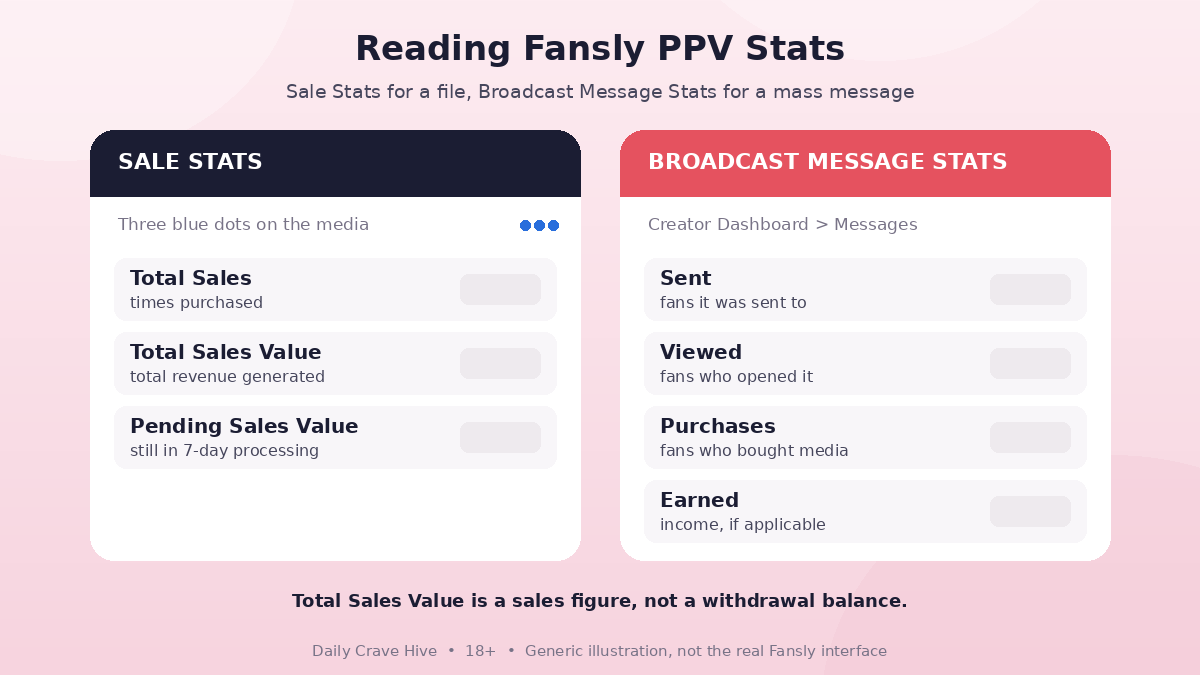 Reading Fansly PPV Stats
Sale Stats for a file, Broadcast Message Stats for a mass message
SALE STATS
Three blue dots on the media
Total Sales
times purchased
Total Sales Value
total revenue generated
Pending Sales Value
still in 7-day processing
BROADCAST MESSAGE STATS
Creator Dashboard > Messages
Sent
fans it was sent to
Viewed
fans who opened it
Purchases
fans who bought media
Earned
income, if applicable
Total Sales Value is a sales figure, not a withdrawal balance.
Daily Crave Hive • 18+ • Generic illustration, not the real Fansly interface